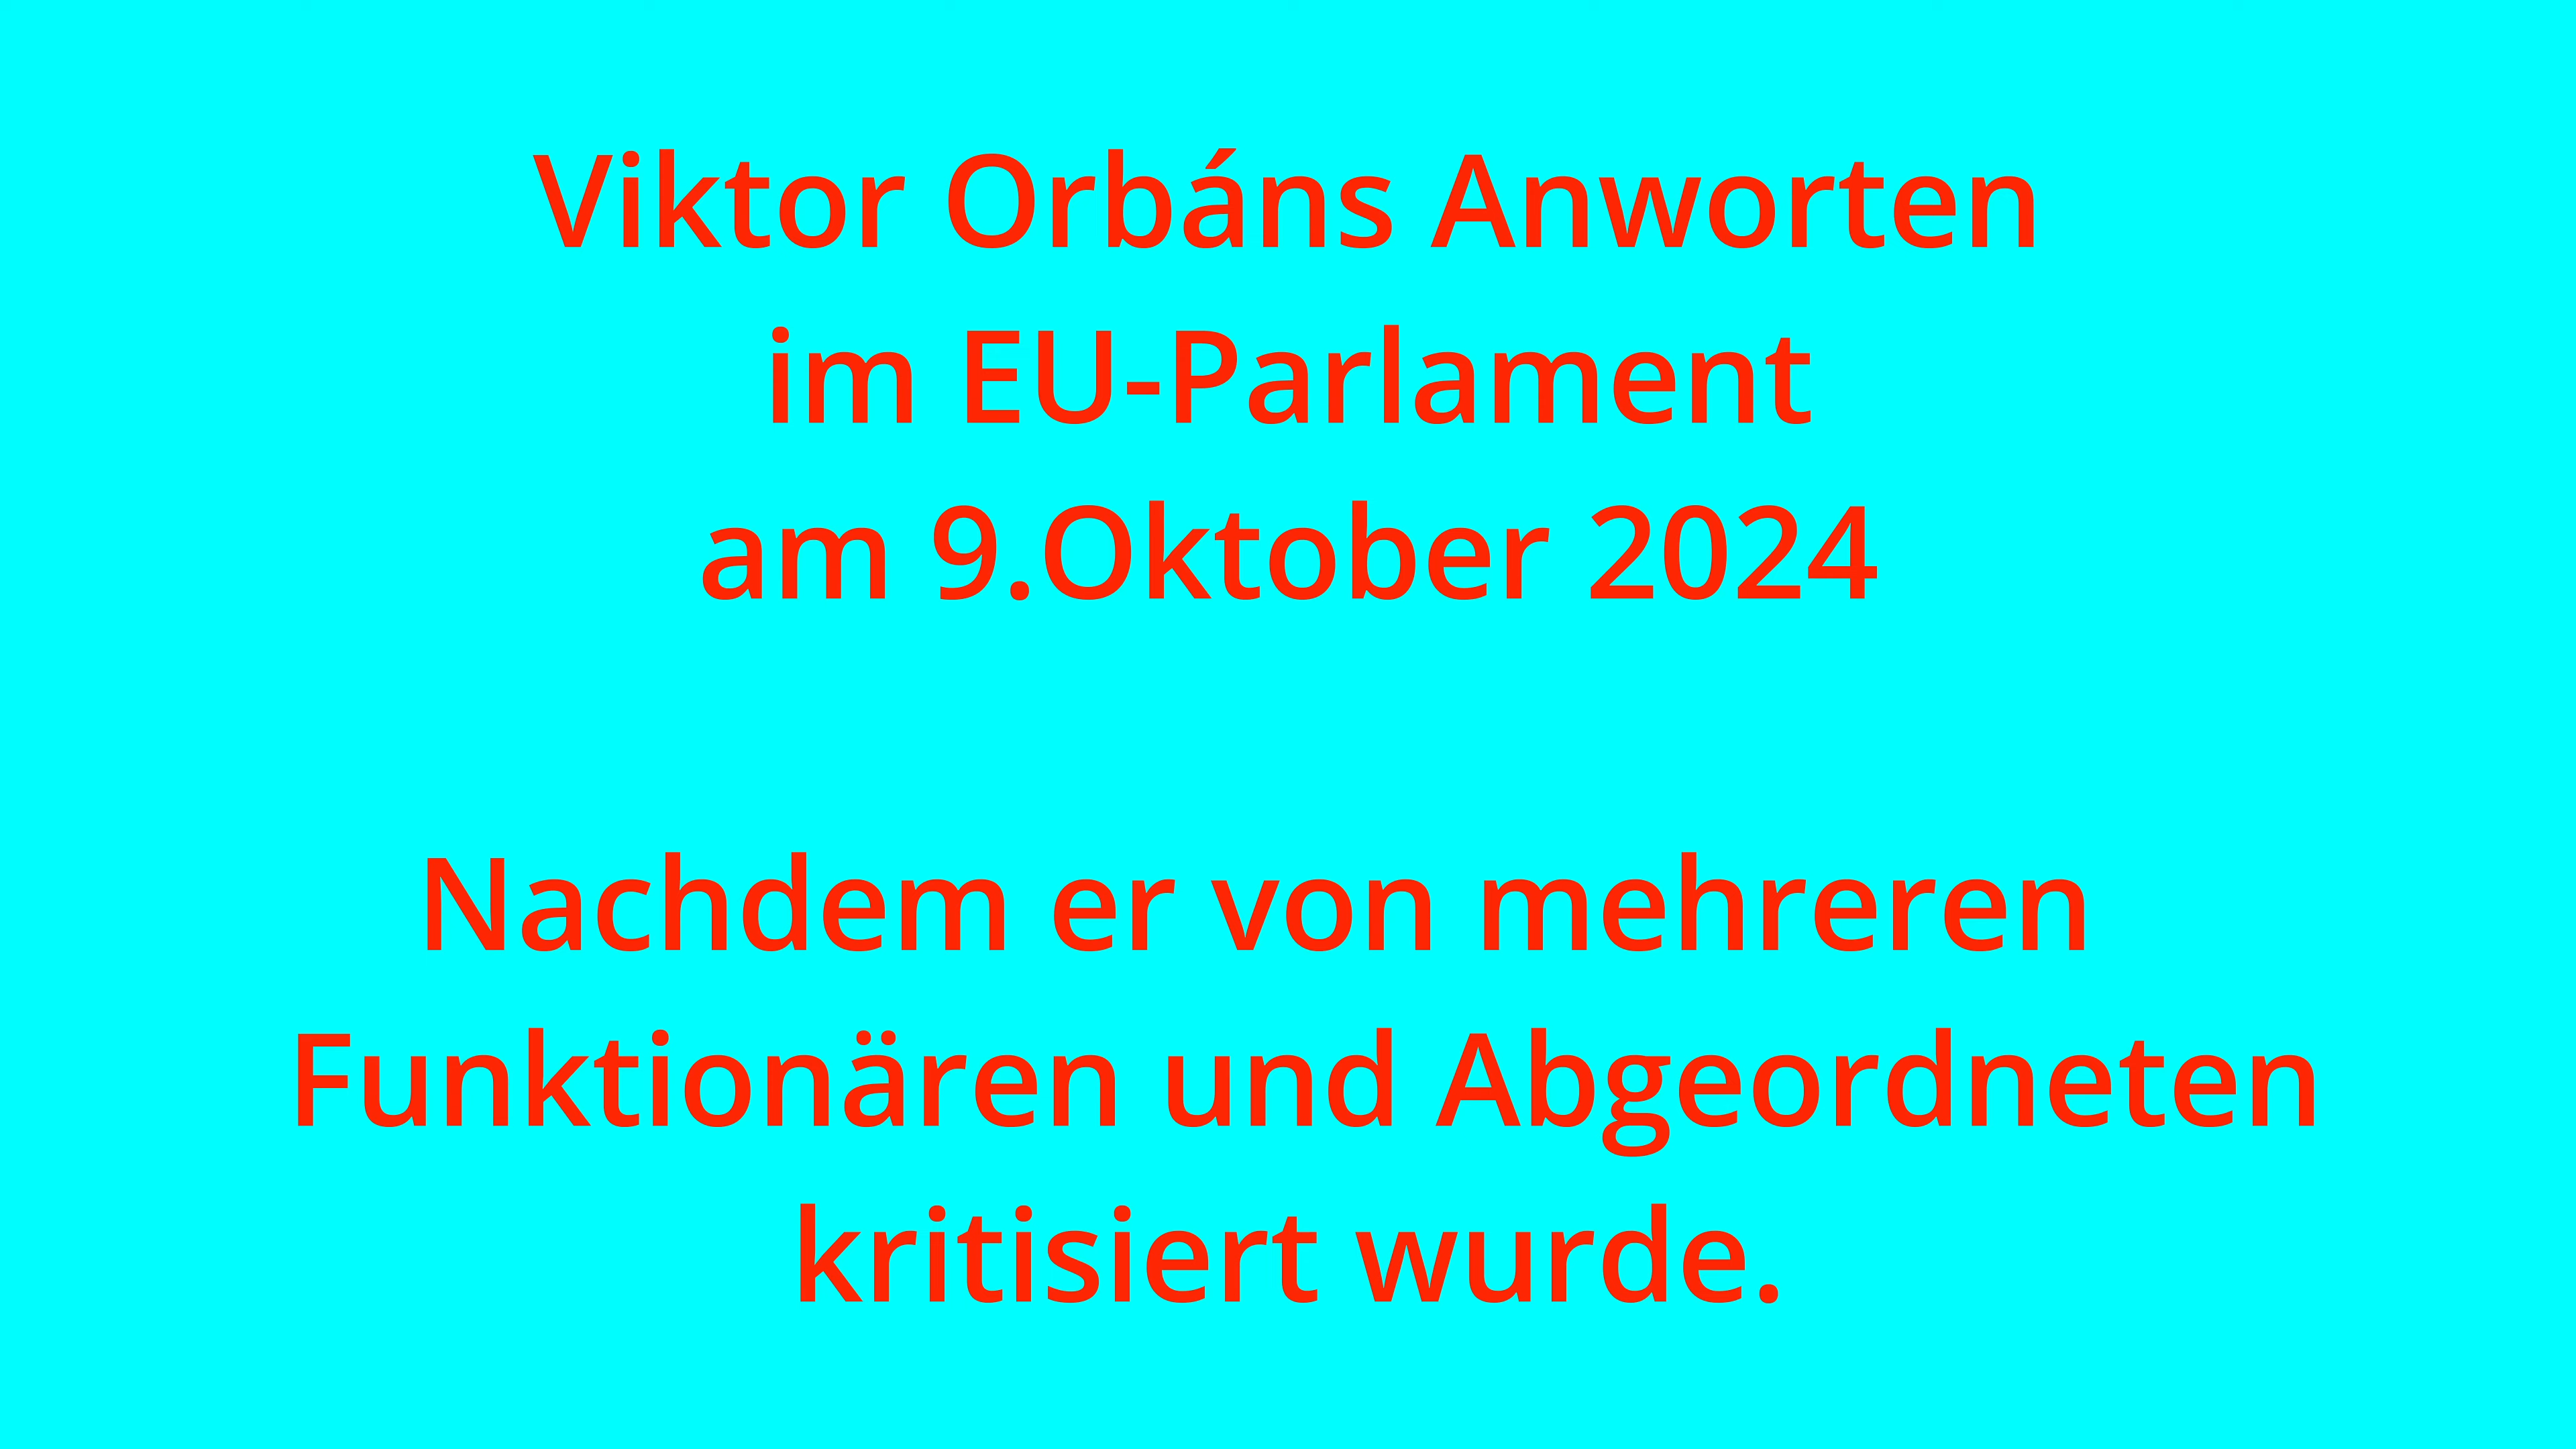 Viktor Orbáns Anworten
im EU-Parlament
am 9.Oktober 2024
Nachdem er von mehreren
Funktionären und Abgeordneten
kritisiert wurde.